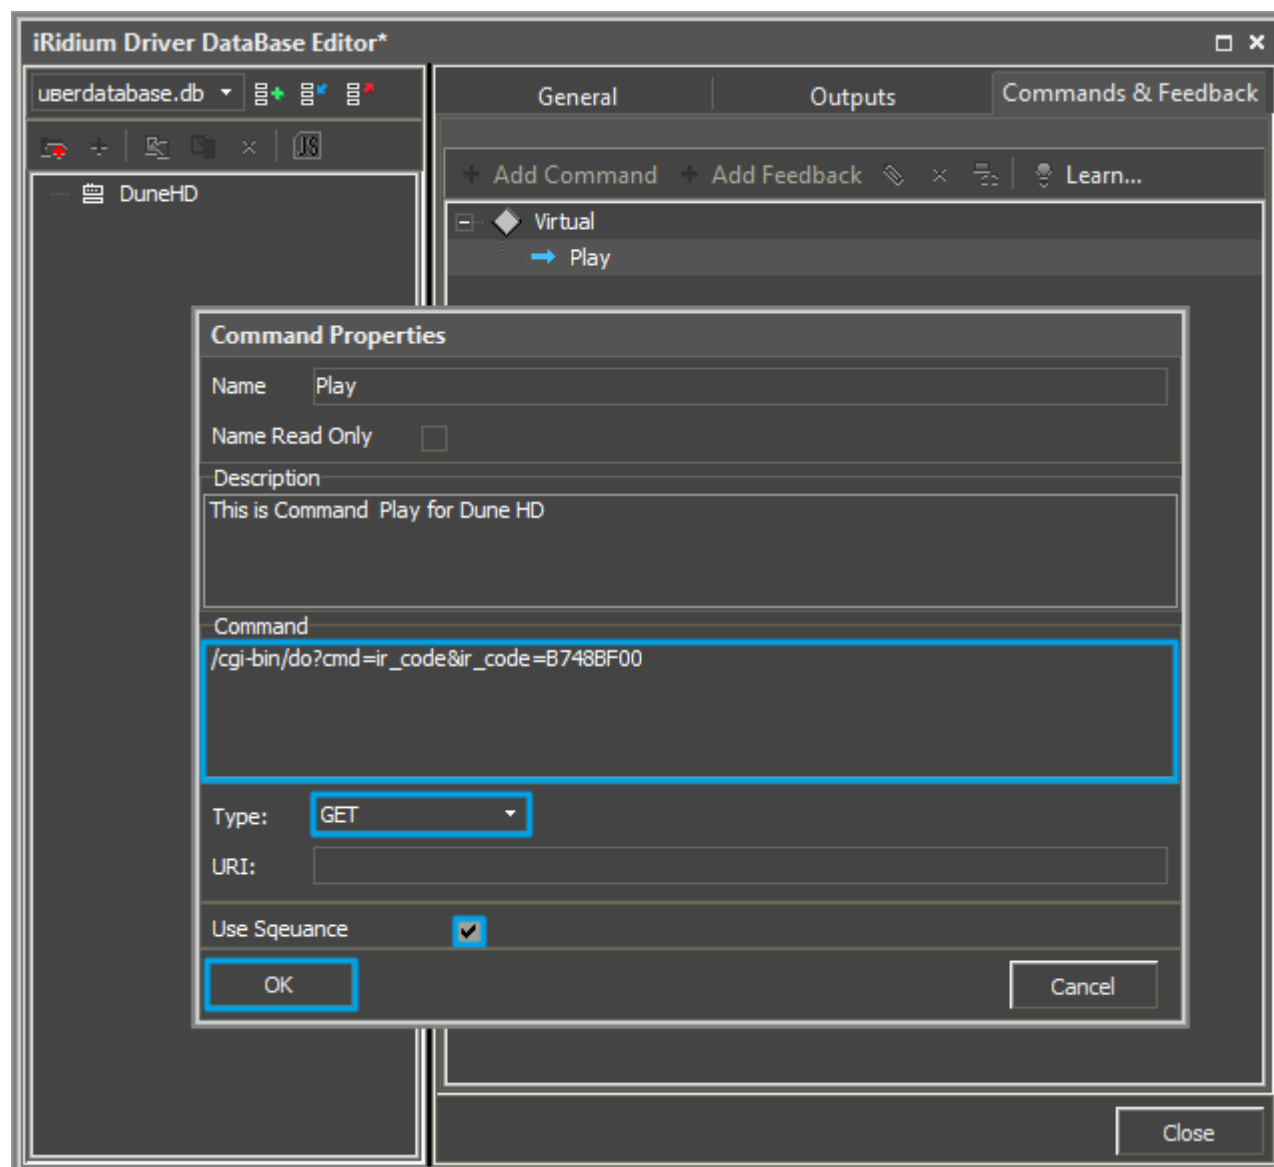 iRidium Driver DataBase Editor*
userdatabase.db
JS
DuneHD
General
Outputs
Commands & Feedback
Add Command
Add Feedback
Learn...
Virtual
Play
Command Properties
Name
Play
Name Read Only
Description
This is Command  Play for Dune HD
Command
/cgi-bin/do?cmd=ir_code&ir_code=B748BF00
Type:
GET
URI:
Use Sqeuance
OK
Cancel
Close